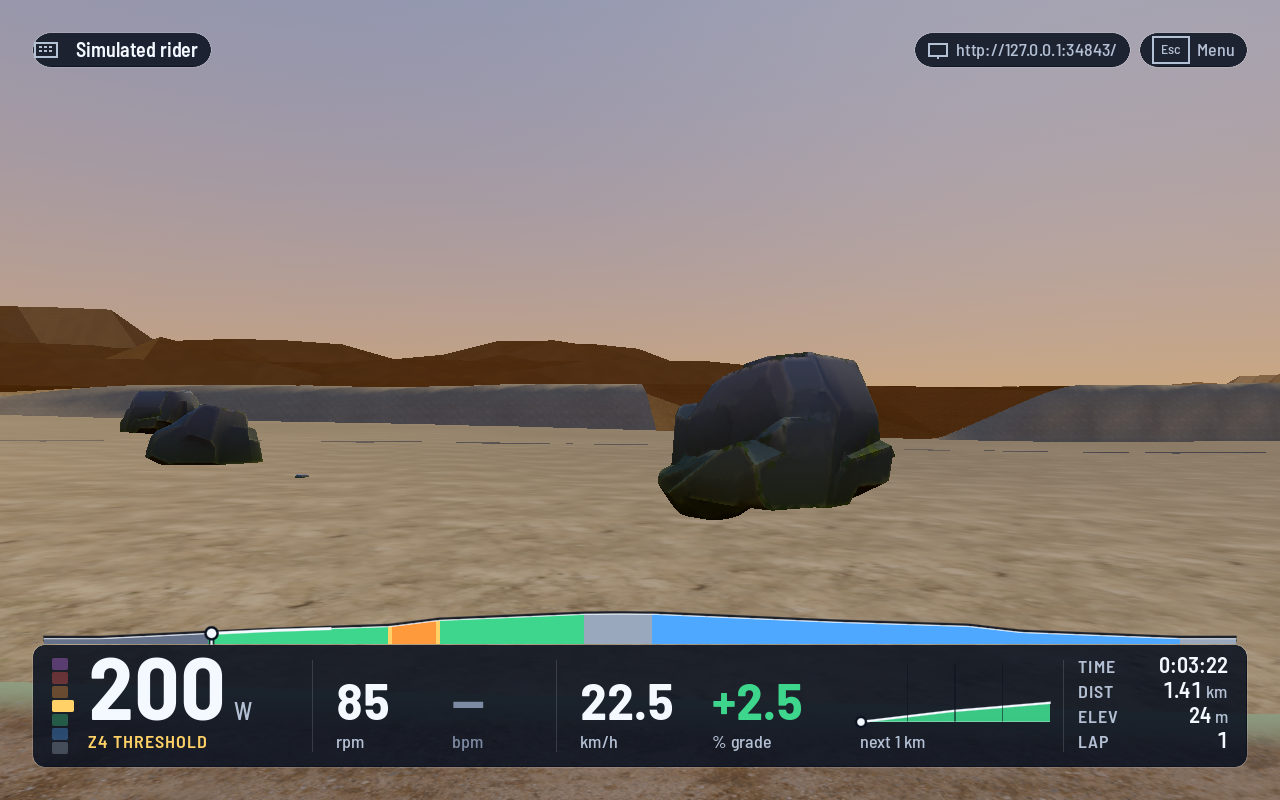 Simulated rider
http://127.0.0.1:34843/
Esc Menu
200 W
Z4 THRESHOLD
85
rpm
—
bpm
22.5
km/h
+2.5
% grade
next 1 km
TIME 0:03:22
DIST 1.41 km
ELEV 24 m
LAP 1